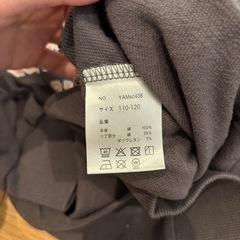 NO YAMsc438
サイズ 110-120
品質
本体 綿 100%
リブ部分 綿 95%
ポリウレタン 5%